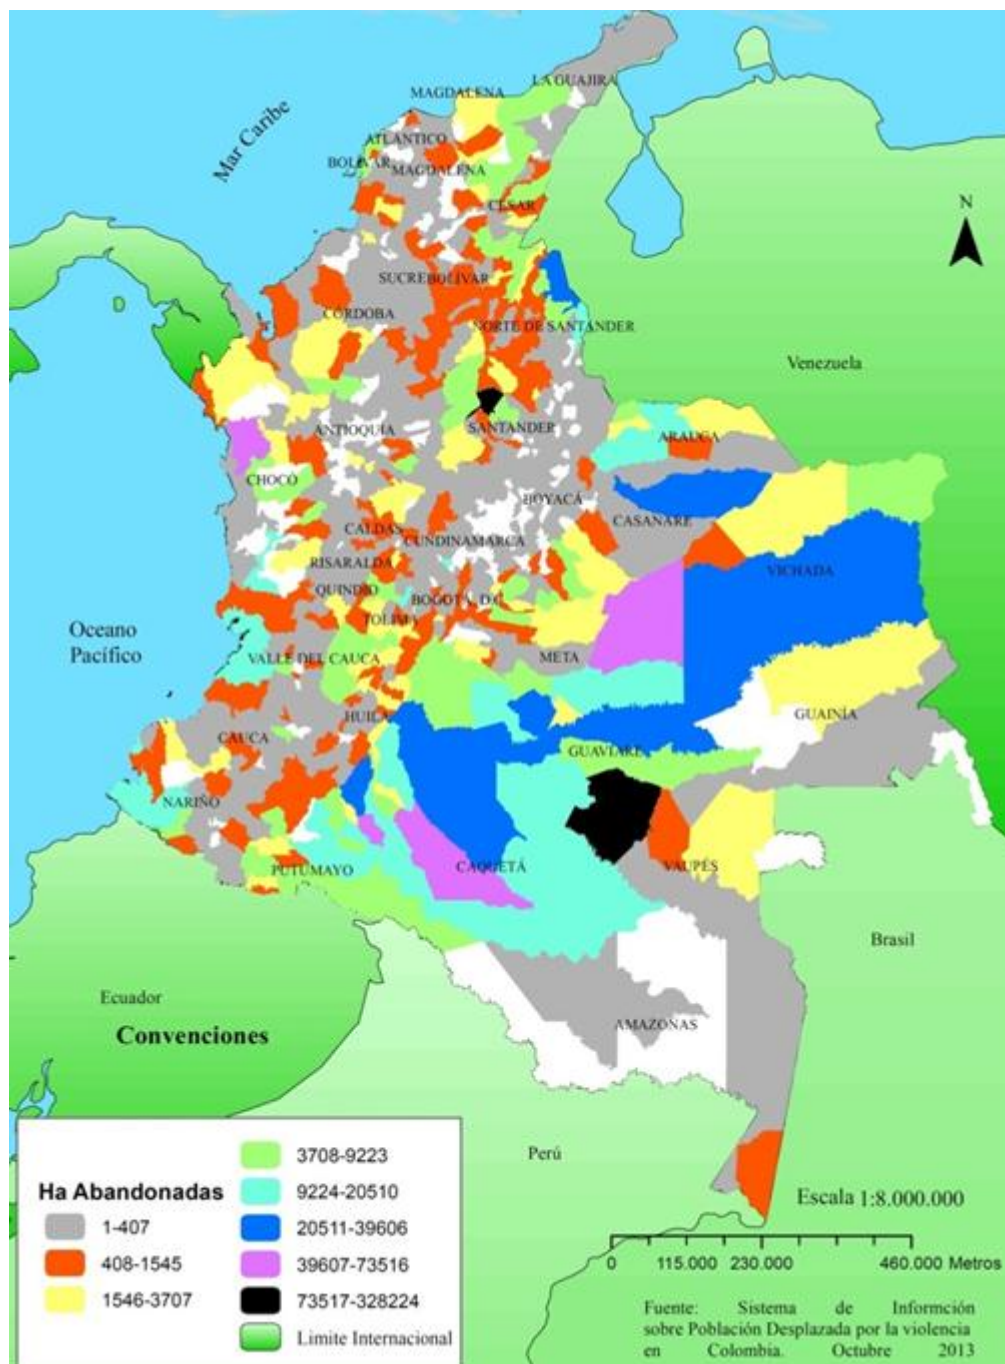 LA GUAJIRA
MAGDALENA
Mar Caribe
ATLANTICO
BOLIVAR
MAGDALENA
CESAR
N
SUCRE
BOLIVAR
CÓRDOBA
NORTE DE SANTANDER
Venezuela
ANTIOQUIA
SANTANDER
ARAUCA
CHOCÓ
BOYACÁ
CALDAS
CASANARE
CUNDINAMARCA
RISARALDA
VICHADA
QUINDIO
BOGOTÁ, D.C.
TOLIMA
Oceano
Pacífico
VALLE DEL CAUCA
META
HUILA
GUAINÍA
CAUCA
GUAVIARE
NARIÑO
PUTUMAYO
CAQUETÁ
VAUPÉS
Brasil
Ecuador
AMAZONAS
Convenciones
Perú
Ha Abandonadas
1-407
408-1545
1546-3707
3708-9223
9224-20510
20511-39606
39607-73516
73517-328224
Limite Internacional
Escala 1:8.000.000
0 115.000 230.000 460.000 Metros
Fuente: Sistema de Informción
sobre Población Desplazada por la violencia
en Colombia. Octubre 2013